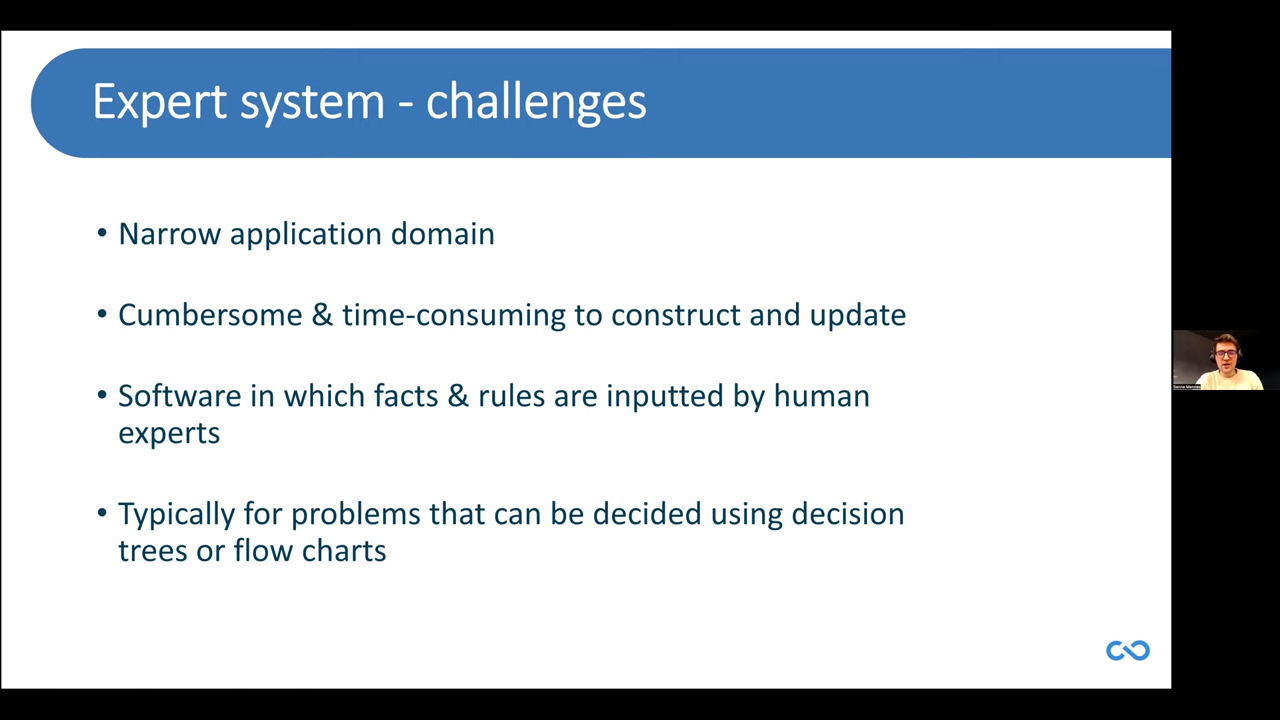 Expert system - challenges
• Narrow application domain
• Cumbersome & time-consuming to construct and update
• Software in which facts & rules are inputted by human
experts
• Typically for problems that can be decided using decision
trees or flow charts